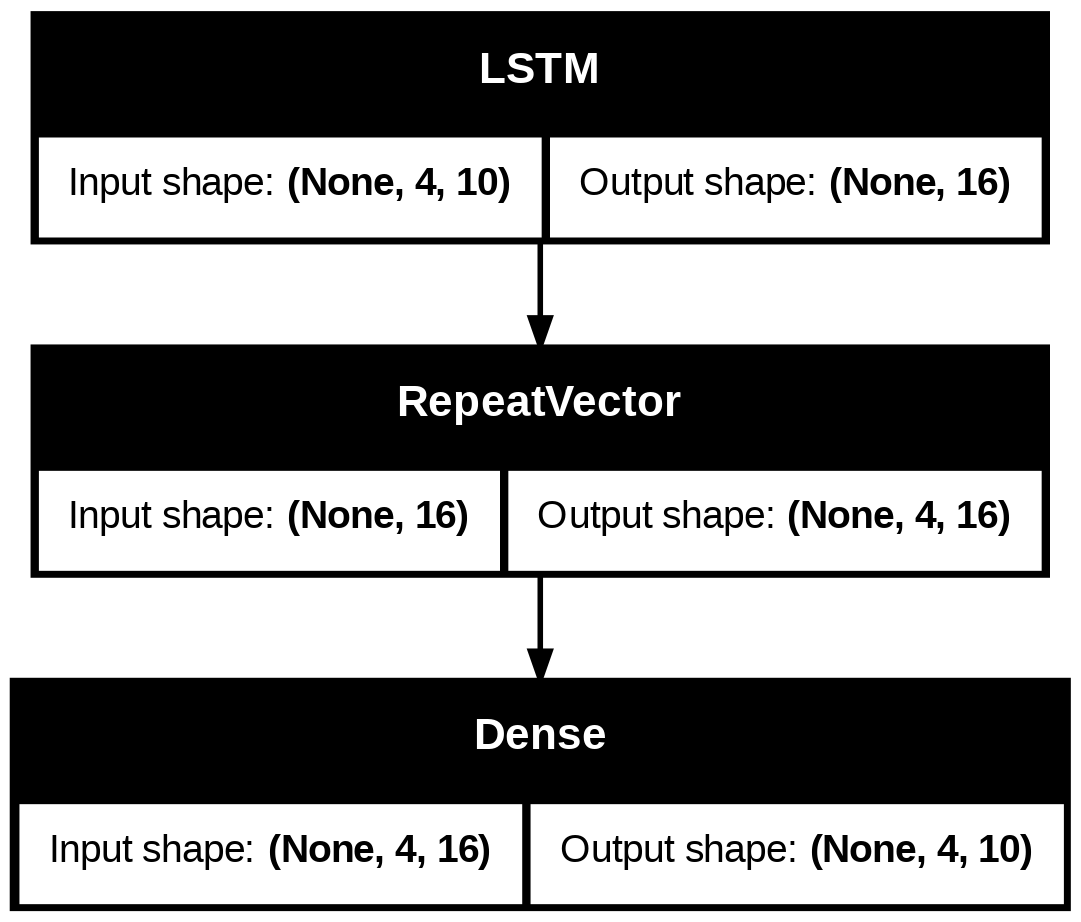 LSTM
Input shape: (None, 4, 10) Output shape: (None, 16)
RepeatVector
Input shape: (None, 16) Output shape: (None, 4, 16)
Dense
Input shape: (None, 4, 16) Output shape: (None, 4, 10)